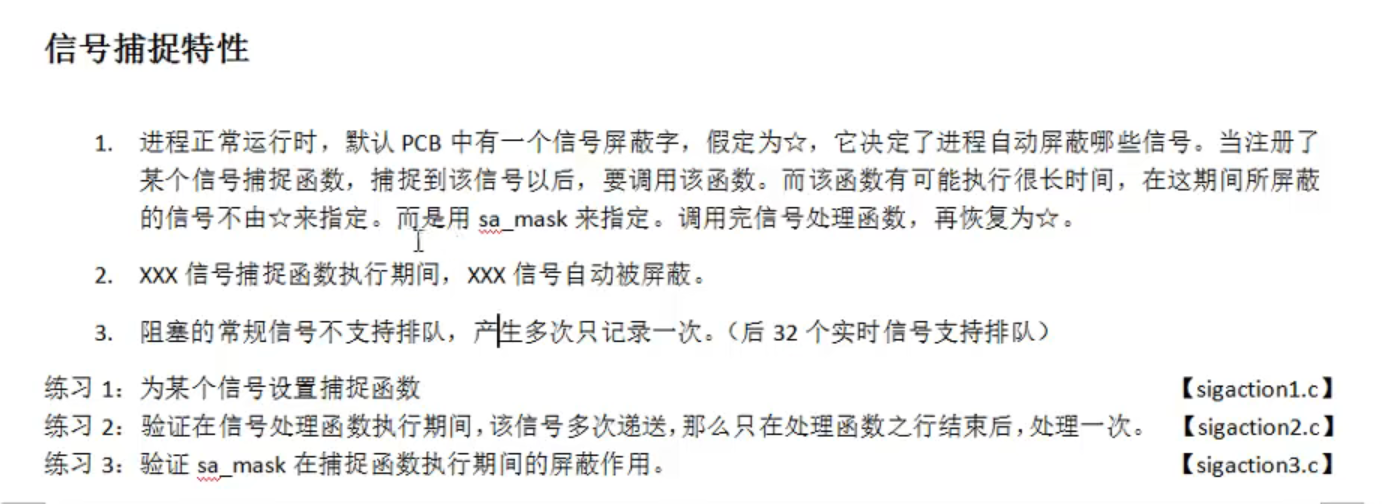 信号捕捉特性
1. 进程正常运行时，默认 PCB 中有一个信号屏蔽字，假定为☆，它决定了进程自动屏蔽哪些信号。当注册了
某个信号捕捉函数，捕捉到该信号以后，要调用该函数。而该函数有可能执行很长时间，在这期间所屏蔽
的信号不由☆来指定。而是用 sa_mask 来指定。调用完信号处理函数，再恢复为☆。
2. XXX 信号捕捉函数执行期间，XXX 信号自动被屏蔽。
3. 阻塞的常规信号不支持排队，产生多次只记录一次。（后 32 个实时信号支持排队）
练习 1：为某个信号设置捕捉函数 【sigaction1.c】
练习 2：验证在信号处理函数执行期间，该信号多次递送，那么只在处理函数之行结束后，处理一次。 【sigaction2.c】
练习 3：验证 sa_mask 在捕捉函数执行期间的屏蔽作用。 【sigaction3.c】